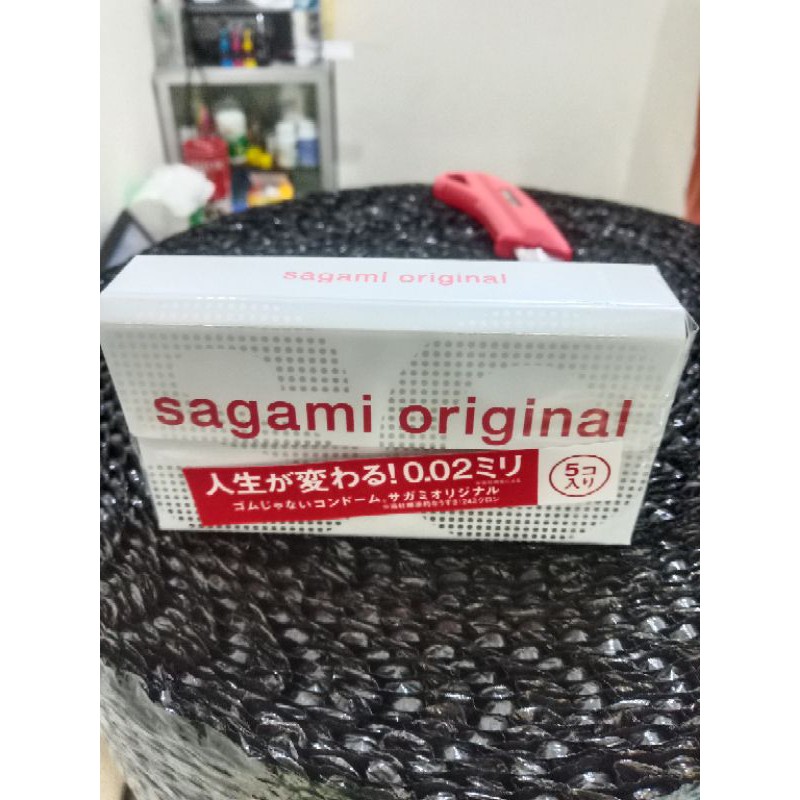 sagami original
sagami original
人生が変わる!0.02ミリ
ゴムじゃないコンドーム、サガミオリジナル
5コ
入り